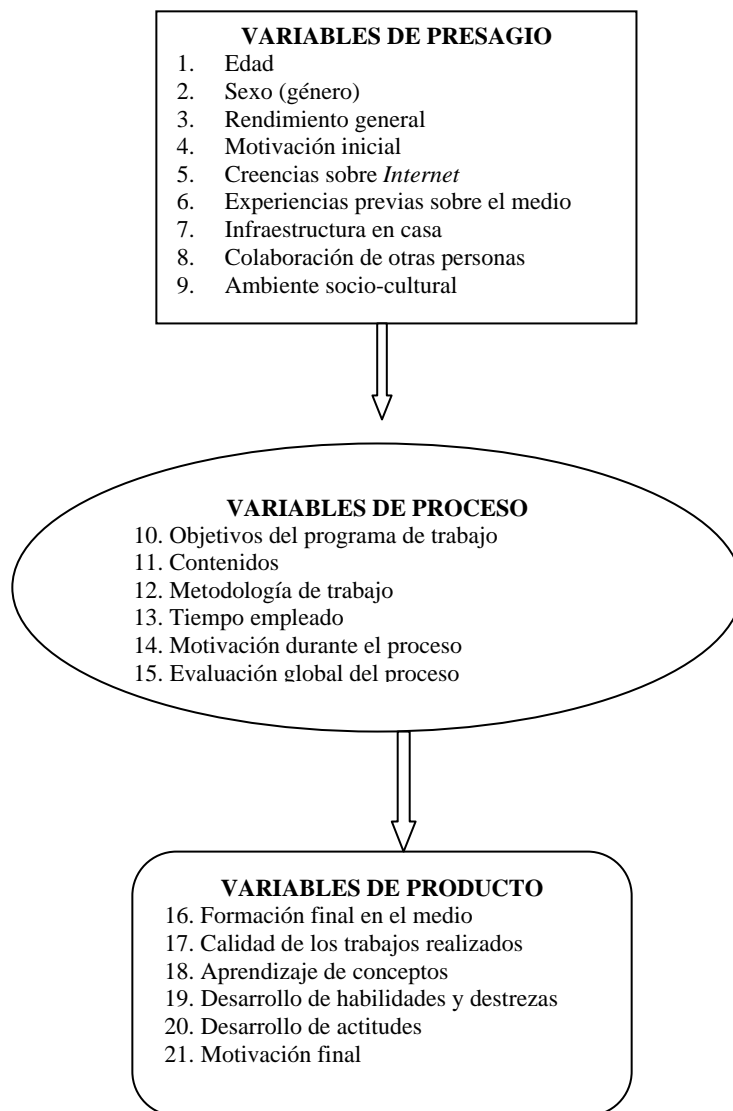 VARIABLES DE PRESAGIO
1. Edad
2. Sexo (género)
3. Rendimiento general
4. Motivación inicial
5. Creencias sobre Internet
6. Experiencias previas sobre el medio
7. Infraestructura en casa
8. Colaboración de otras personas
9. Ambiente socio-cultural
VARIABLES DE PROCESO
10. Objetivos del programa de trabajo
11. Contenidos
12. Metodología de trabajo
13. Tiempo empleado
14. Motivación durante el proceso
15. Evaluación global del proceso
VARIABLES DE PRODUCTO
16. Formación final en el medio
17. Calidad de los trabajos realizados
18. Aprendizaje de conceptos
19. Desarrollo de habilidades y destrezas
20. Desarrollo de actitudes
21. Motivación final